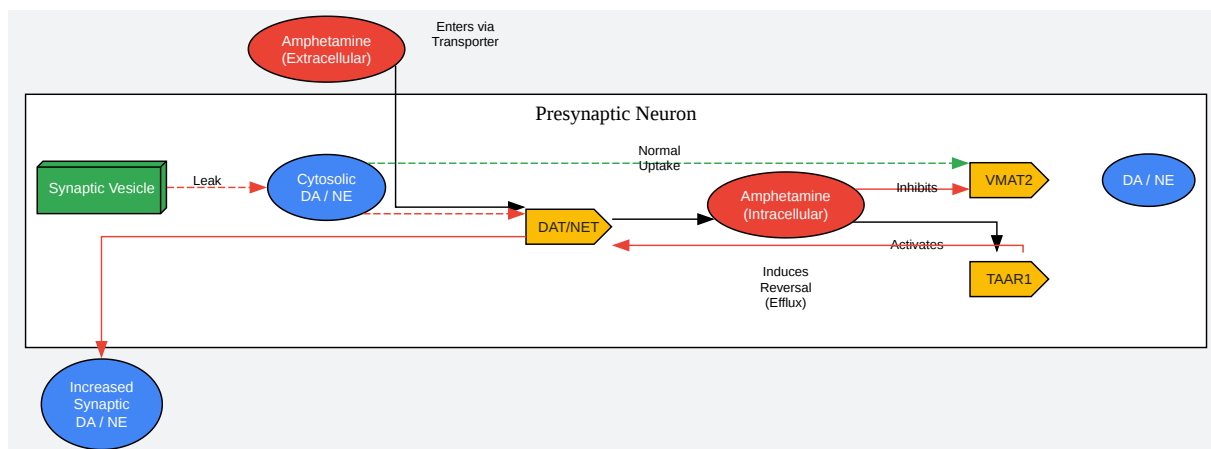 Amphetamine
(Extracellular)
Enters via
Transporter
Presynaptic Neuron
Synaptic Vesicle
Leak
Cytosolic
DA / NE
Normal
Uptake
VMAT2
DA / NE
Amphetamine
(Intracellular)
Inhibits
DAT/NET
Activates
TAAR1
Induces
Reversal
(Efflux)
Increased
Synaptic
DA / NE